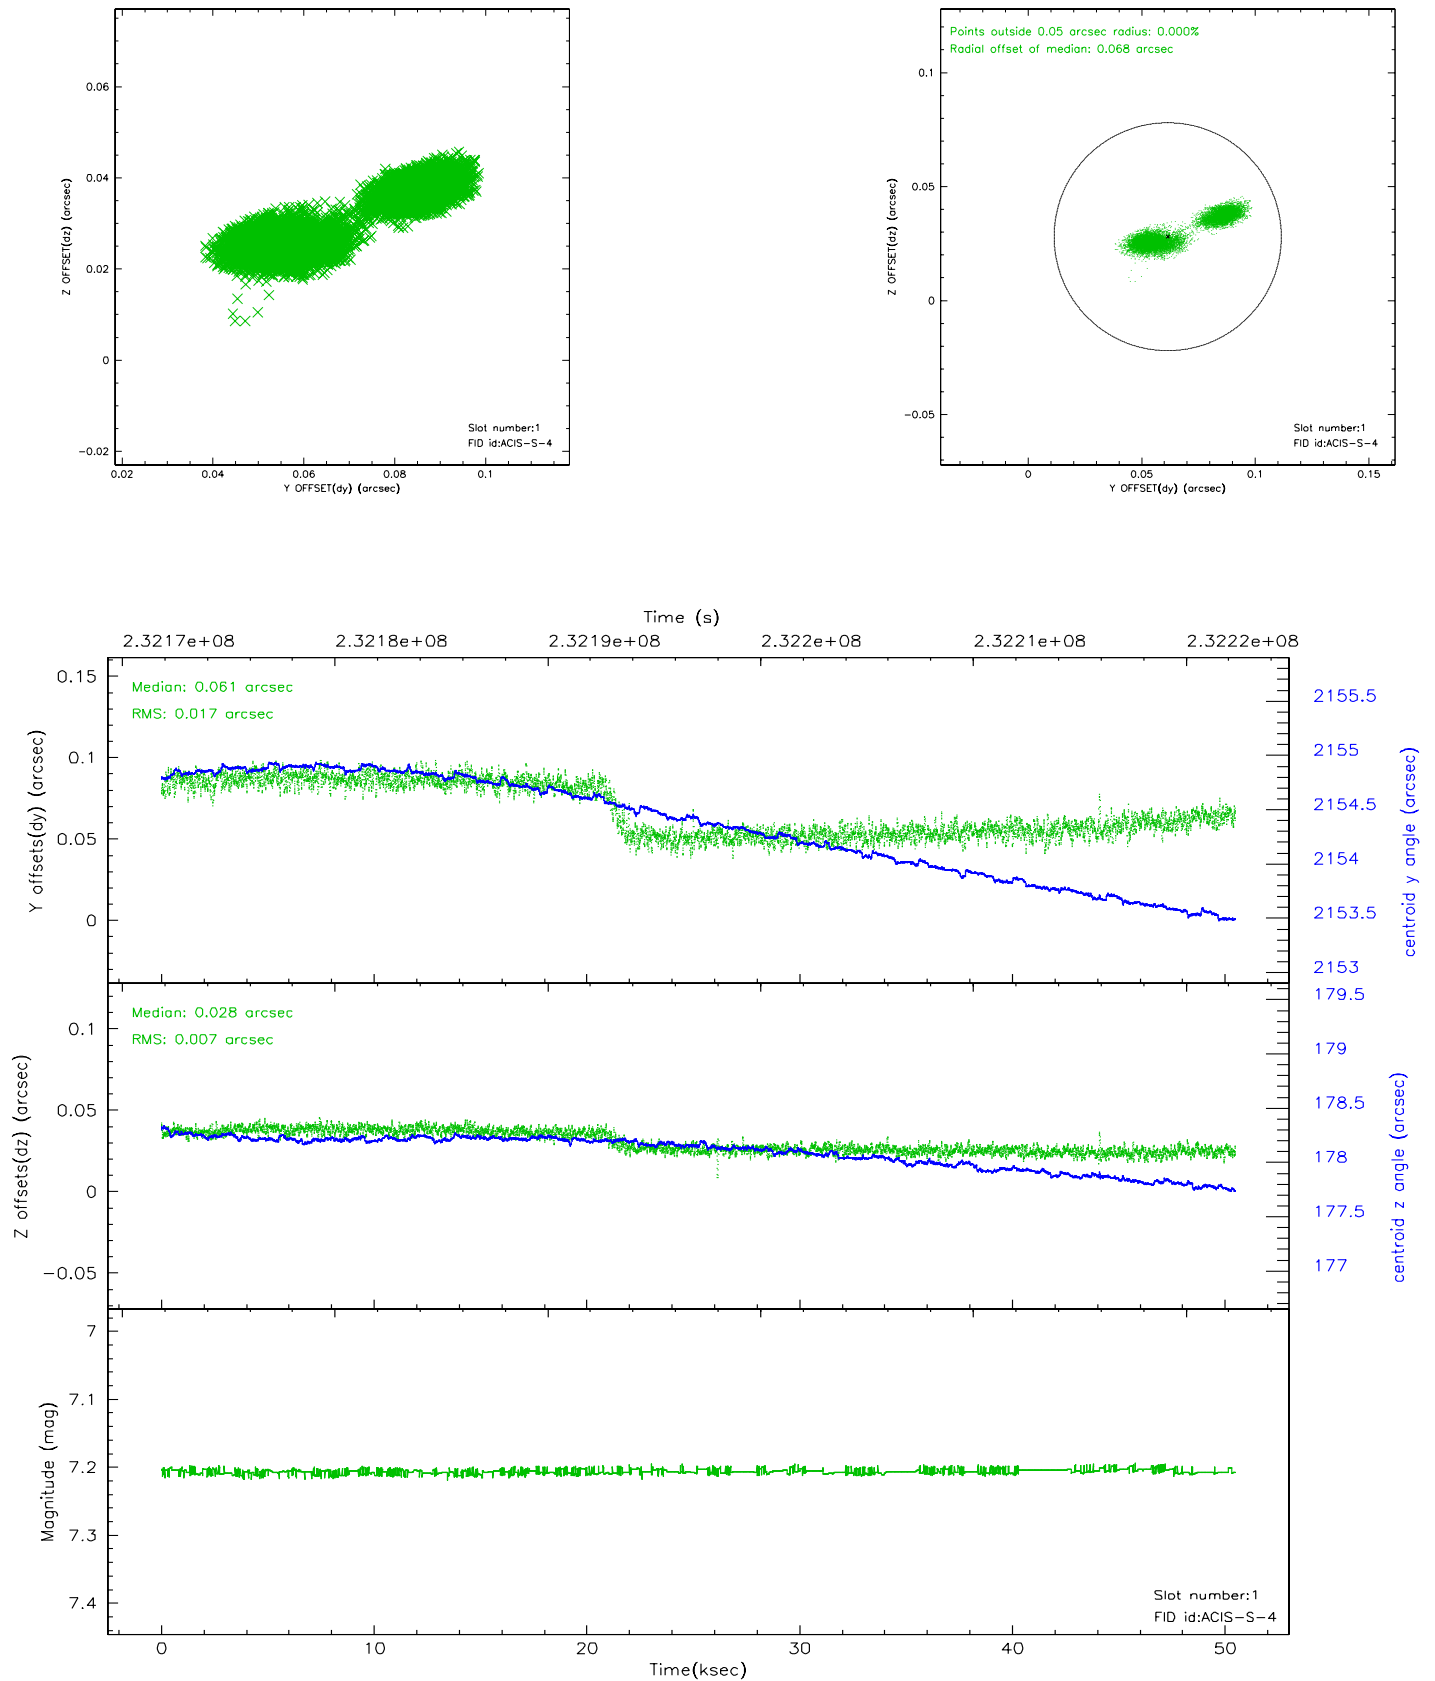 0.06
0.04
0.02
0
-0.02
Z OFFSET(dz) (arcsec)
0.02 0.04 0.06 0.08 0.1
Y OFFSET(dy) (arcsec)
Slot number:1
FID id:ACIS-S-4
Points outside 0.05 arcsec radius: 0.000%
Radial offset of median: 0.068 arcsec
0.1
0.05
0
-0.05
Z OFFSET(dz) (arcsec)
0 0.05 0.1 0.15
Y OFFSET(dy) (arcsec)
Slot number:1
FID id:ACIS-S-4
Time (s)
2.3217e+08 2.3218e+08 2.3219e+08 2.322e+08 2.3221e+08 2.3222e+08
Median: 0.061 arcsec
RMS: 0.017 arcsec
0.15
0.1
0.05
0
Y offsets(dy) (arcsec)
2155.5
2155
2154.5
2154
2153.5
2153
centroid y angle (arcsec)
Median: 0.028 arcsec
RMS: 0.007 arcsec
0.1
0.05
0
-0.05
Z offsets(dz) (arcsec)
179.5
179
178.5
178
177.5
177
centroid z angle (arcsec)
7
7.1
7.2
7.3
7.4
Magnitude (mag)
Slot number:1
FID id:ACIS-S-4
0 10 20 30 40 50
Time(ksec)